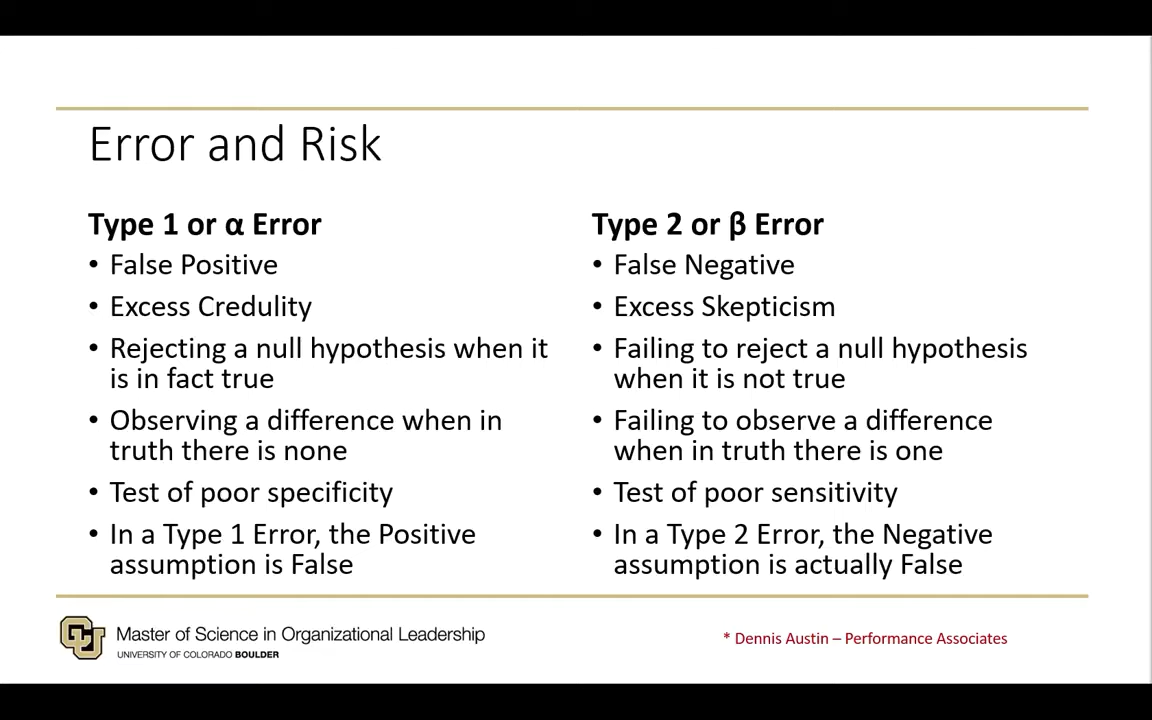 Error and Risk
Type 1 or α Error
• False Positive
• Excess Credulity
• Rejecting a null hypothesis when it
is in fact true
• Observing a difference when in
truth there is none
• Test of poor specificity
• In a Type 1 Error, the Positive
assumption is False
Type 2 or β Error
• False Negative
• Excess Skepticism
• Failing to reject a null hypothesis
when it is not true
• Failing to observe a difference
when in truth there is one
• Test of poor sensitivity
• In a Type 2 Error, the Negative
assumption is actually False
CU
Master of Science in Organizational Leadership
UNIVERSITY OF COLORADO BOULDER
* Dennis Austin – Performance Associates